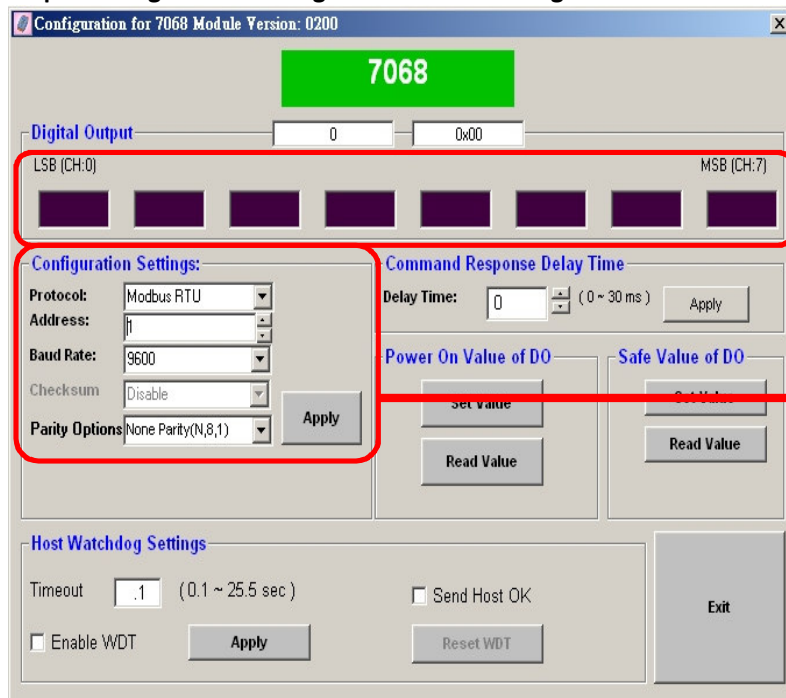 Configuration for 7068 Module Version: 0200
7068
Digital Output 0 0x00
LSB (CH:0) MSB (CH:7)
Configuration Settings:
Protocol: Modbus RTU
Address: 1
Baud Rate: 9600
Checksum Disable
Parity Options None Parity(N,8,1)
Apply
Command Response Delay Time
Delay Time: 0 ( 0 ~ 30 ms ) Apply
Power On Value of DO
Set Value
Read Value
Safe Value of DO
Set Value
Read Value
Host Watchdog Settings
Timeout .1 ( 0.1 ~ 25.5 sec )
Send Host OK
Enable WDT Apply
Reset WDT
Exit